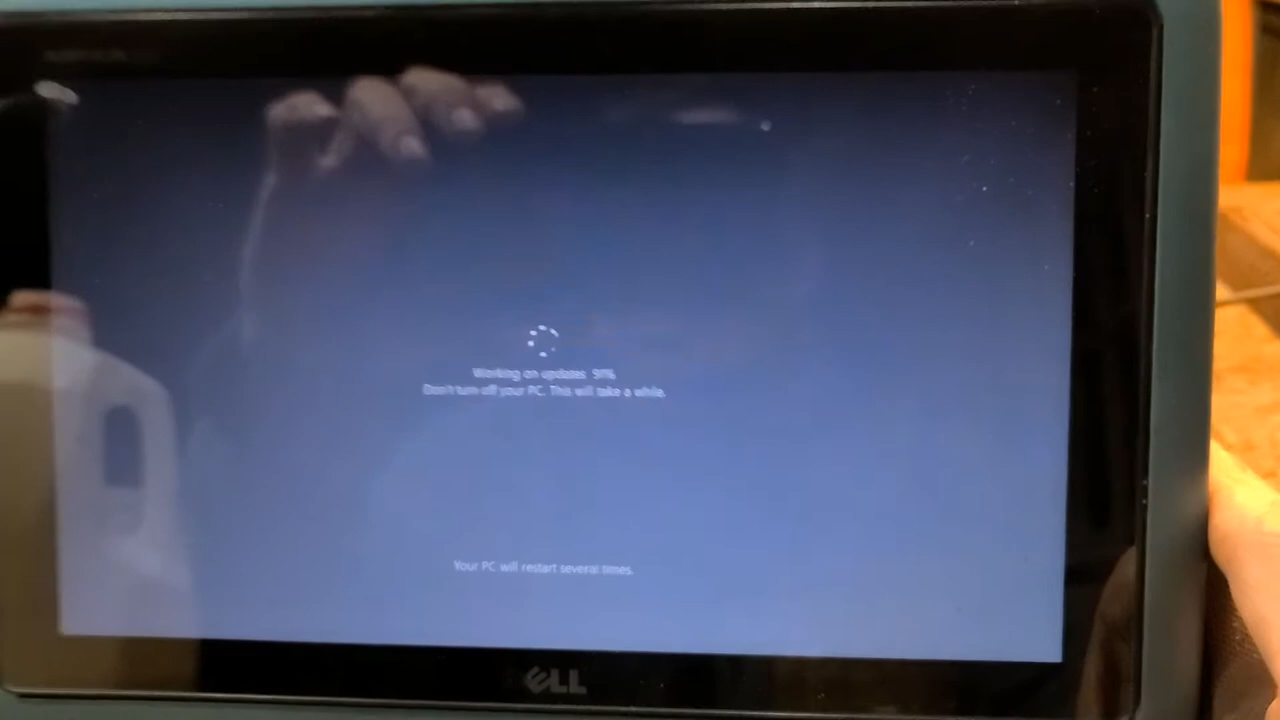 Working on updates 91%
Don't turn off your PC. This will take a while.
Your PC will restart several times.
DELL